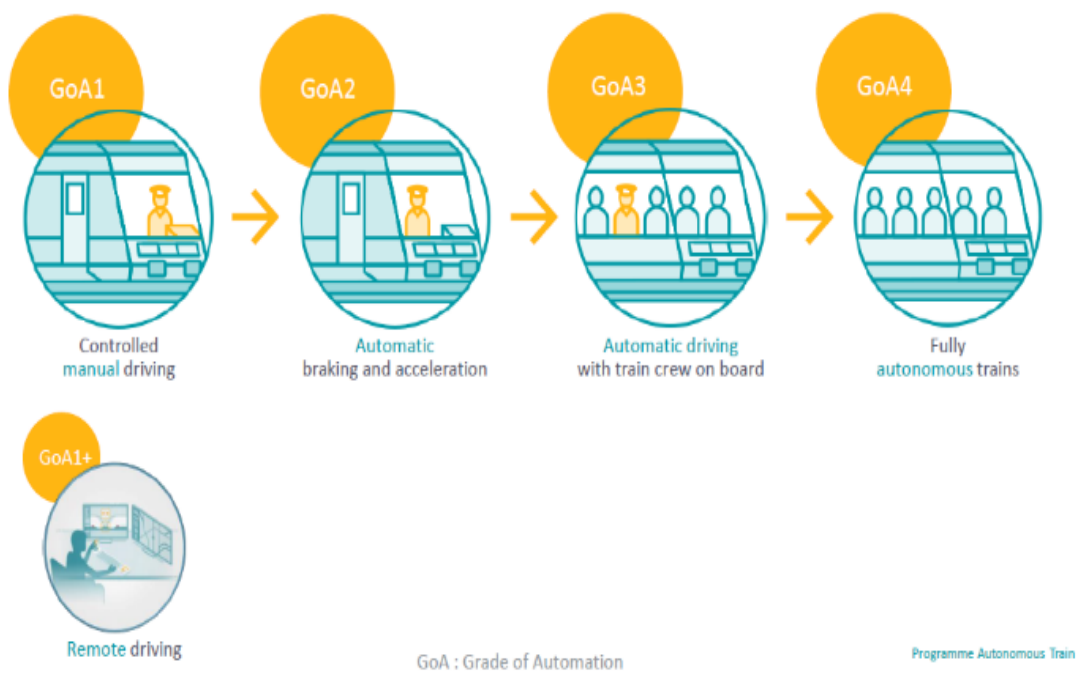 GoA1
GoA2
GoA3
GoA4
Controlled
manual driving
Automatic
braking and acceleration
Automatic driving
with train crew on board
Fully
autonomous trains
GoA1+
Remote driving
GoA : Grade of Automation
Programme Autonomous Train